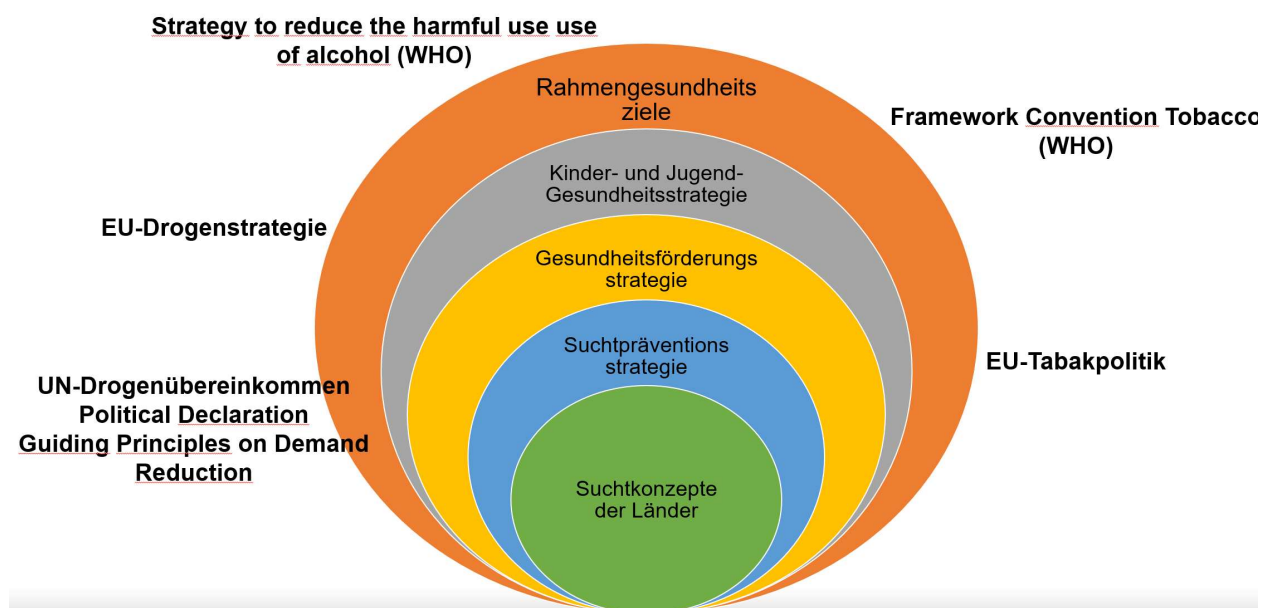 Strategy to reduce the harmful use use
of alcohol (WHO)
Rahmengesundheits
ziele
Framework Convention Tobacco
(WHO)
Kinder- und Jugend-
Gesundheitsstrategie
EU-Drogenstrategie
Gesundheitsförderungs
strategie
Suchtpräventions
strategie
EU-Tabakpolitik
UN-Drogenübereinkommen
Political Declaration
Guiding Principles on Demand
Reduction
Suchtkonzepte
der Länder